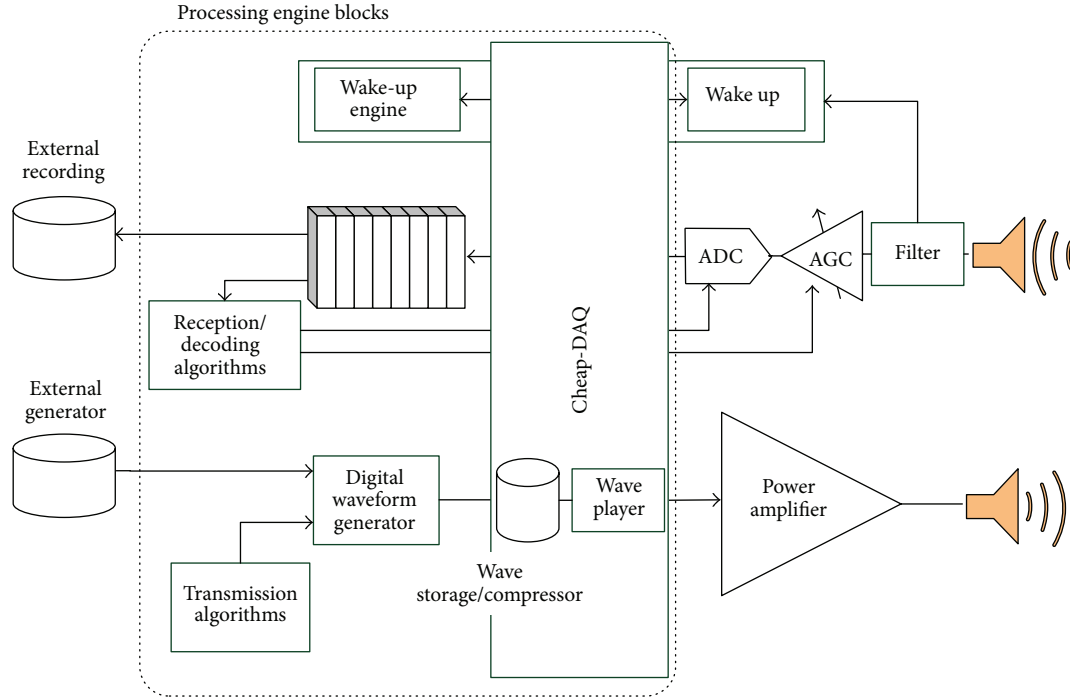 Processing engine blocks
Wake-up
engine
Wake up
External
recording
ADC
AGC
Filter
Reception/
decoding
algorithms
Cheap-DAQ
External
generator
Digital
waveform
generator
Wave
player
Power
amplifier
Transmission
algorithms
Wave
storage/compressor